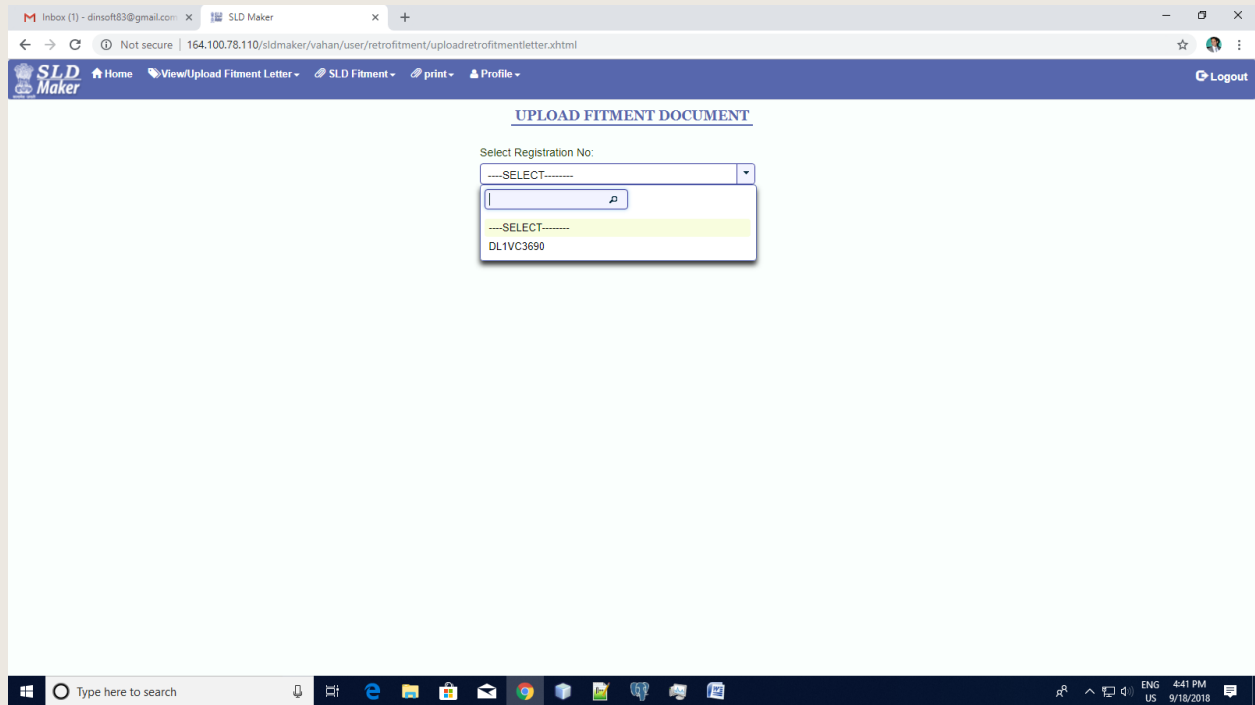 Inbox (1) - dinsoft83@gmail.com
SLD Maker
Not secure | 164.100.78.110/sldmaker/vahan/user/retrofitment/uploadretrofitmentletter.xhtml
SLD Maker
Home View/Upload Fitment Letter SLD Fitment print Profile Logout
UPLOAD FITMENT DOCUMENT
Select Registration No:
----SELECT--------
----SELECT--------
DL1VC3690
Type here to search
ENG 4:41 PM
US 9/18/2018